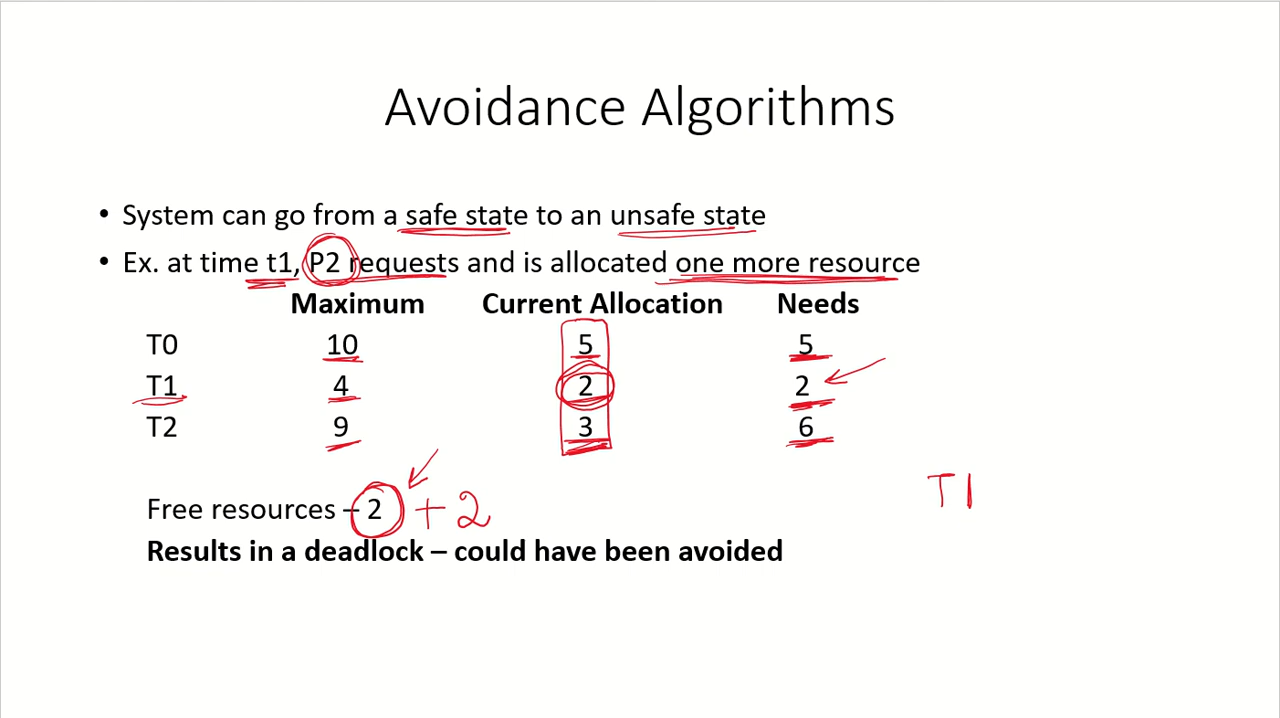 Avoidance Algorithms
• System can go from a safe state to an unsafe state
• Ex. at time t1, P2 requests and is allocated one more resource
Maximum Current Allocation Needs
T0 10 5 5
T1 4 2 2
T2 9 3 6
T1
Free resources – 2 + 2
Results in a deadlock – could have been avoided